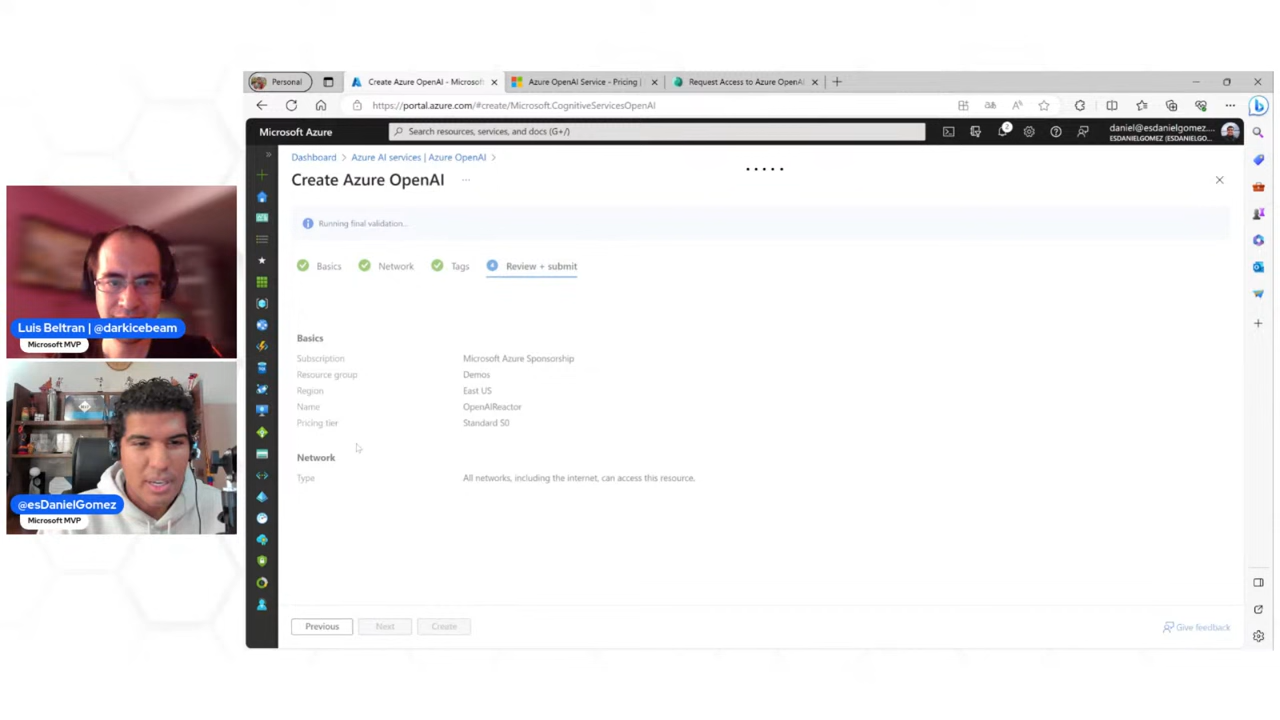 Personal
Create Azure OpenAI - Microsoft
Azure OpenAI Service - Pricing |
Request Access to Azure OpenAI
https://portal.azure.com/#create/Microsoft.CognitiveServicesOpenAI
Microsoft Azure
Search resources, services, and docs (G+/)
2
daniel@esdanielgomez....
ESDANIELGOMEZ (ESDANIELGO...
Dashboard > Azure AI services | Azure OpenAI >
Create Azure OpenAI ...
Running final validation...
Basics
Network
Tags
4 Review + submit
Basics
Subscription Microsoft Azure Sponsorship
Resource group Demos
Region East US
Name OpenAIReactor
Pricing tier Standard S0
Network
Type All networks, including the internet, can access this resource.
Previous
Next
Create
Give feedback
Luis Beltran | @darkicebeam
Microsoft MVP
@esDanielGomez
Microsoft MVP